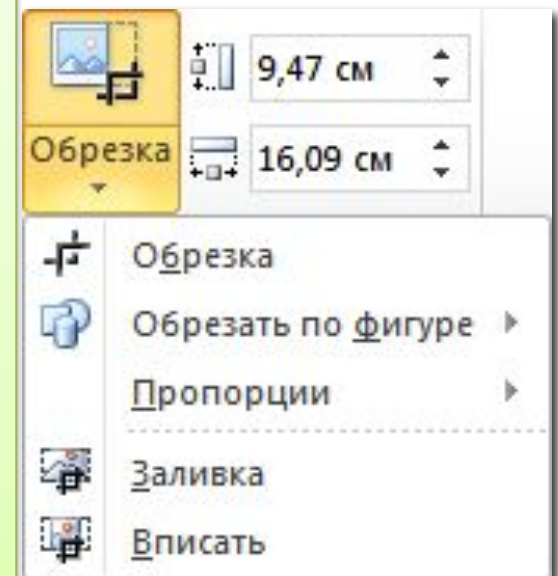 9,47 см
Обрезка
16,09 см
Обрезка
Обрезать по фигуре
Пропорции
Заливка
Вписать